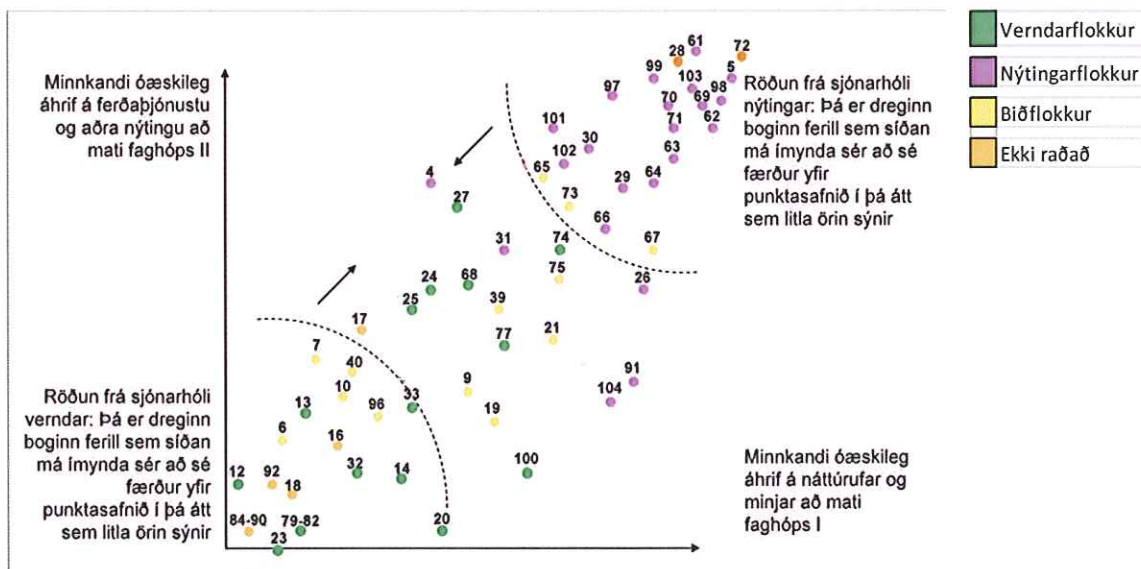 Minnkandi óæskileg
áhrif á ferðaþjónustu
og aðra nýtingu að
mati faghóps II
Röðun frá sjónarhóli
verndar: Þá er dreginn
boginn ferill sem síðan
má ímynda sér að sé
færður yfir
punktasafnið í þá átt
sem litla örin sýnir
Röðun frá sjónarhóli
nýtingar: Þá er dreginn
boginn ferill sem síðan
má ímynda sér að sé
færður yfir
punktasafnið í þá átt
sem litla örin sýnir
Minnkandi óæskileg
áhrif á náttúrufar og
minjar að mati
faghóps I
Verndarflokkur
Nýtingarflokkur
Biðflokkur
Ekki raðað
61
28
72
99
103
5
97
70
69
98
101
71
62
30
102
63
65
64
4
29
27
73
66
31
74
67
75
26
24
68
25
39
17
77
21
7
40
91
10
9
104
13
33
96
19
6
16
32
14
100
12
92
18
84-90
79-82
20
23